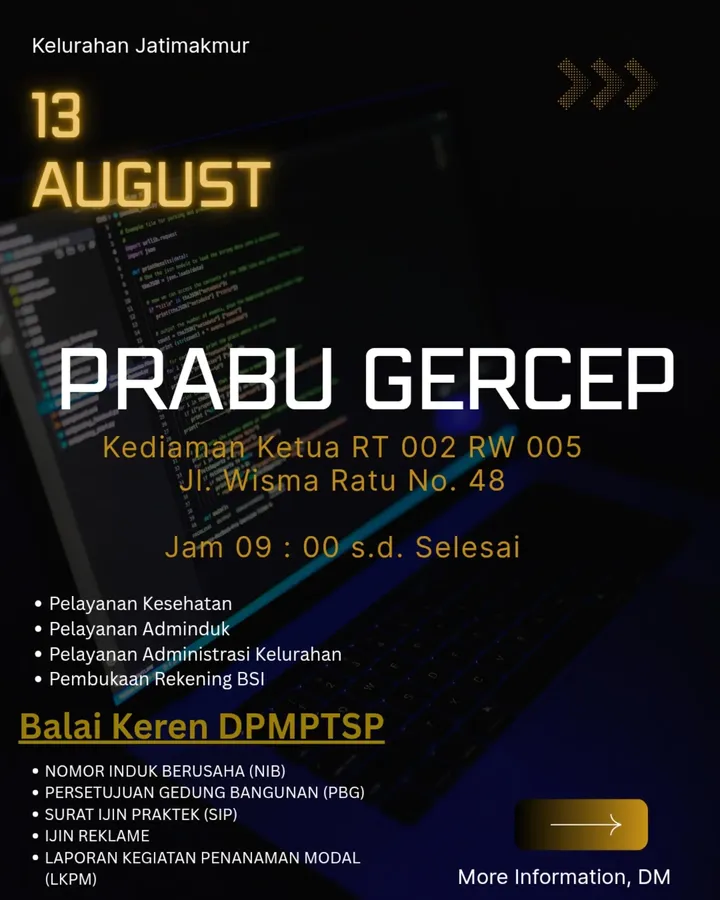 Kelurahan Jatimakmur
13
AUGUST
PRABU GERCEP
Kediaman Ketua RT 002 RW 005
Jl. Wisma Ratu No. 48
Jam 09 : 00 s.d. Selesai
• Pelayanan Kesehatan
• Pelayanan Adminduk
• Pelayanan Administrasi Kelurahan
• Pembukaan Rekening BSI
Balai Keren DPMPTSP
• NOMOR INDUK BERUSAHA (NIB)
• PERSETUJUAN GEDUNG BANGUNAN (PBG)
• SURAT IJIN PRAKTEK (SIP)
• IJIN REKLAME
• LAPORAN KEGIATAN PENANAMAN MODAL
(LKPM)
More Information, DM